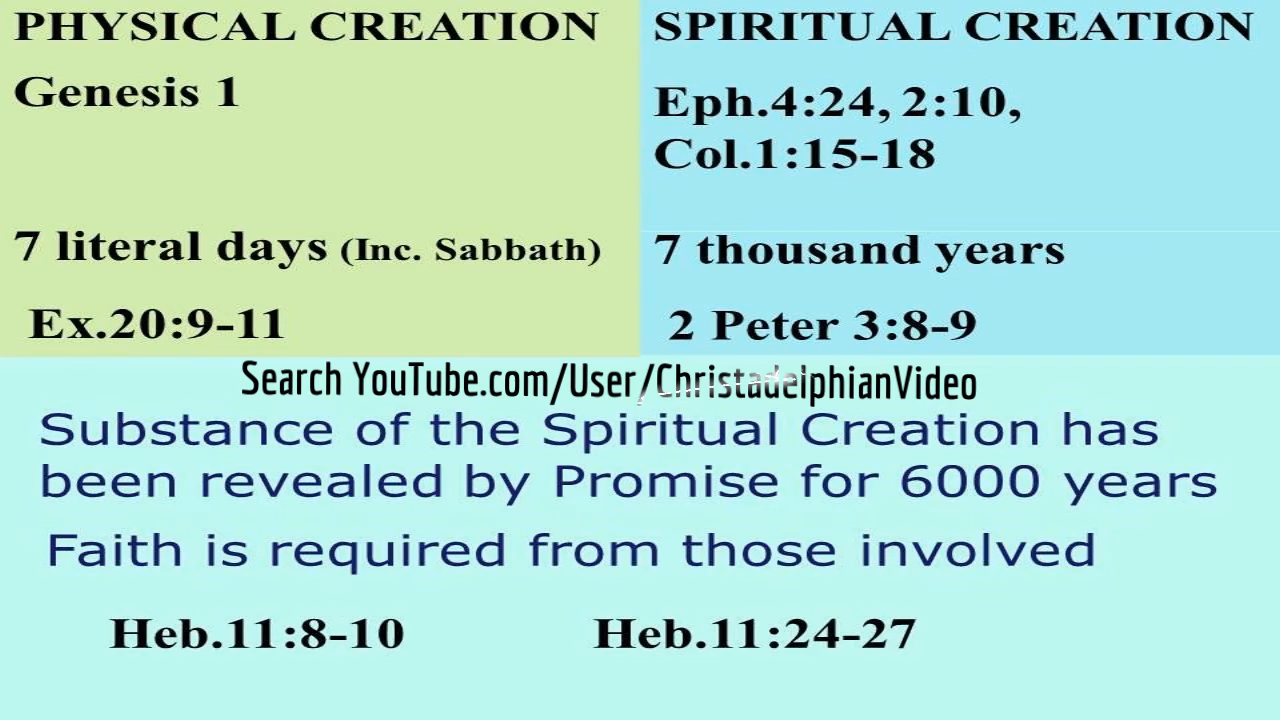 PHYSICAL CREATION
Genesis 1
7 literal days (Inc. Sabbath)
Ex.20:9-11
SPIRITUAL CREATION
Eph.4:24, 2:10,
Col.1:15-18
7 thousand years
2 Peter 3:8-9
Search YouTube.com/User/ChristadelphianVideo
Substance of the Spiritual Creation has
been revealed by Promise for 6000 years
Faith is required from those involved
Heb.11:8-10
Heb.11:24-27